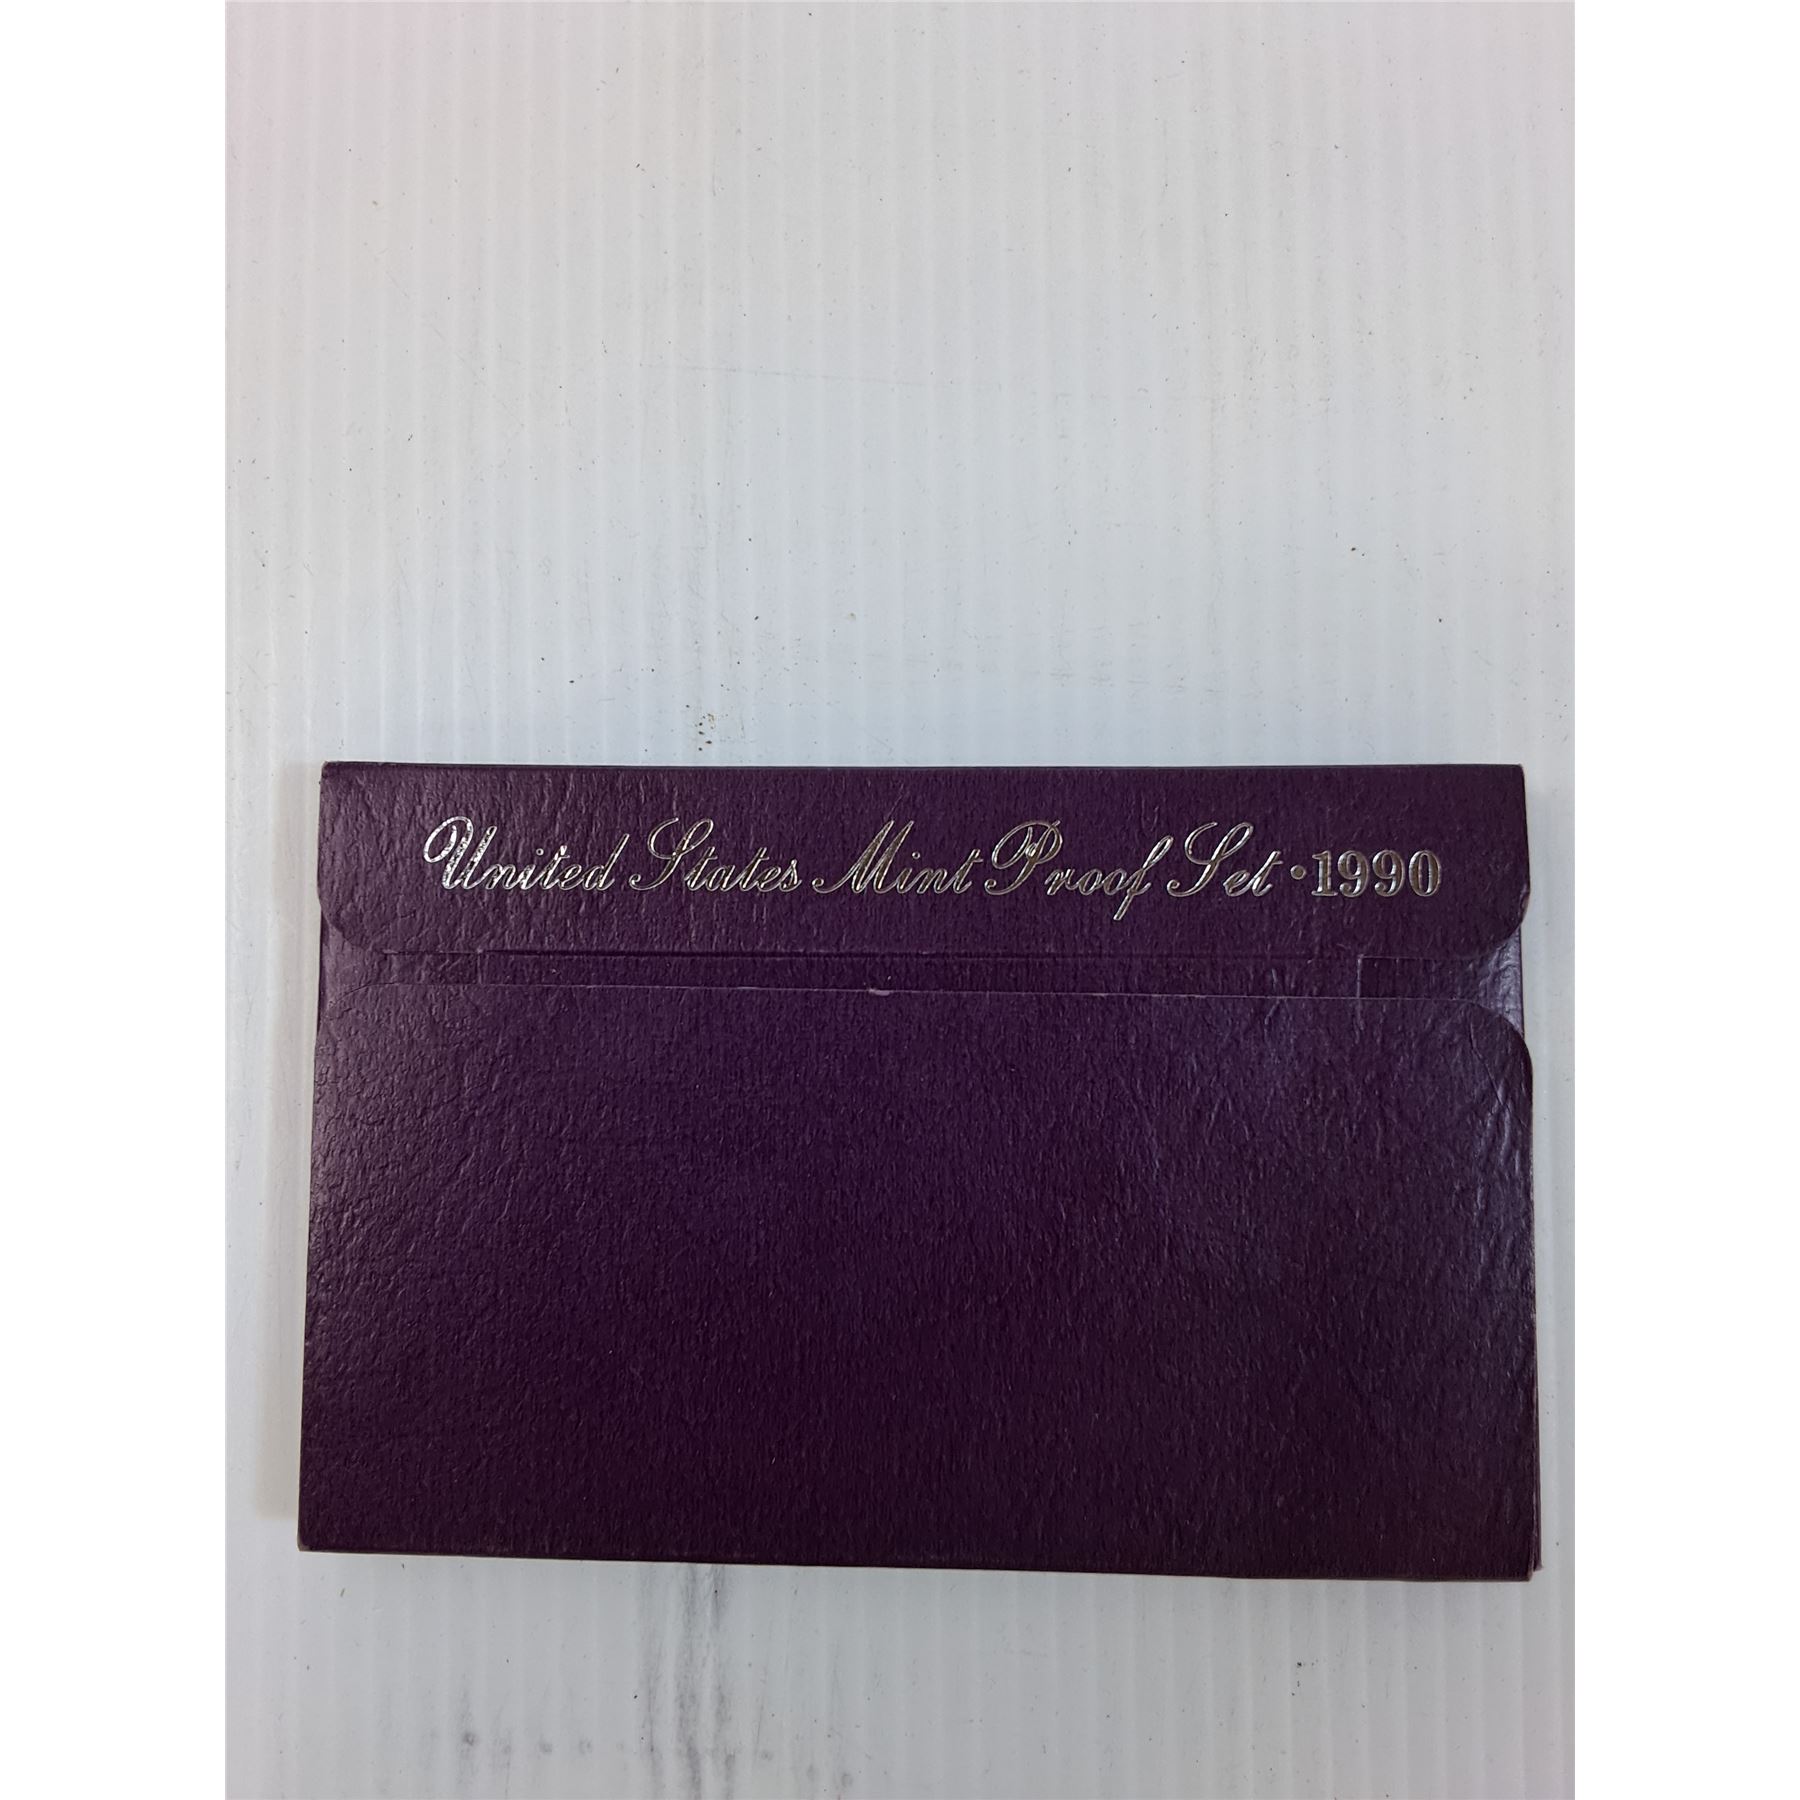 United States Mint Proof Set · 1990